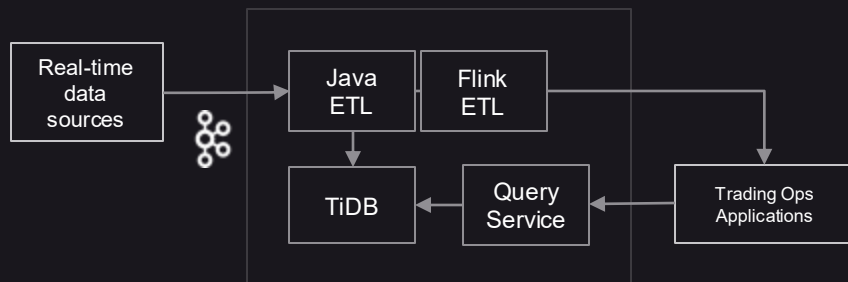 Real-time
data
sources
Java
ETL
Flink
ETL
TiDB
Query
Service
Trading Ops
Applications